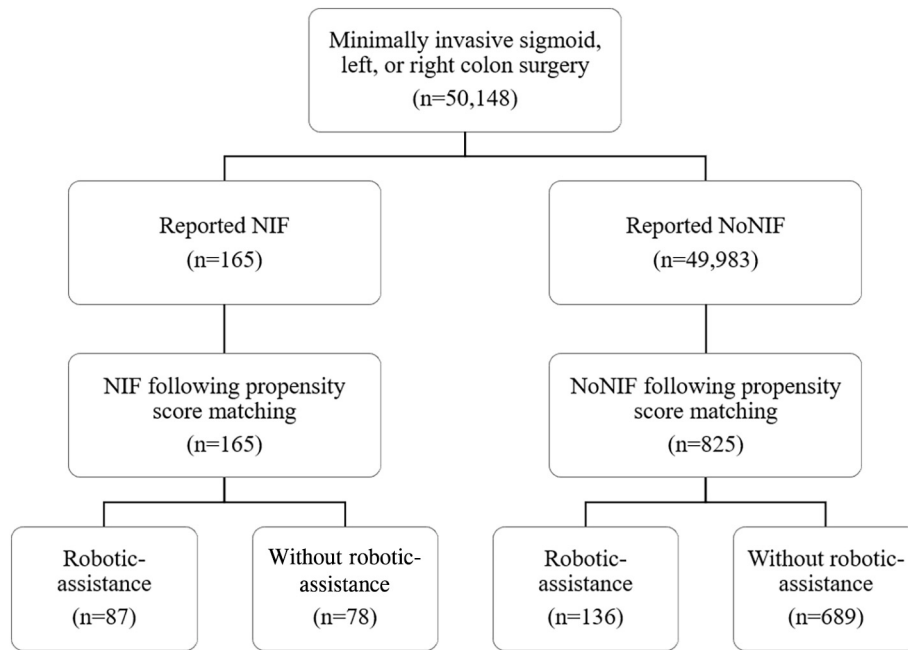 Minimally invasive sigmoid,
left, or right colon surgery
(n=50,148)
Reported NIF
(n=165)
Reported NoNIF
(n=49,983)
NIF following propensity
score matching
(n=165)
NoNIF following propensity
score matching
(n=825)
Robotic-
assistance
(n=87)
Without robotic-
assistance
(n=78)
Robotic-
assistance
(n=136)
Without robotic-
assistance
(n=689)